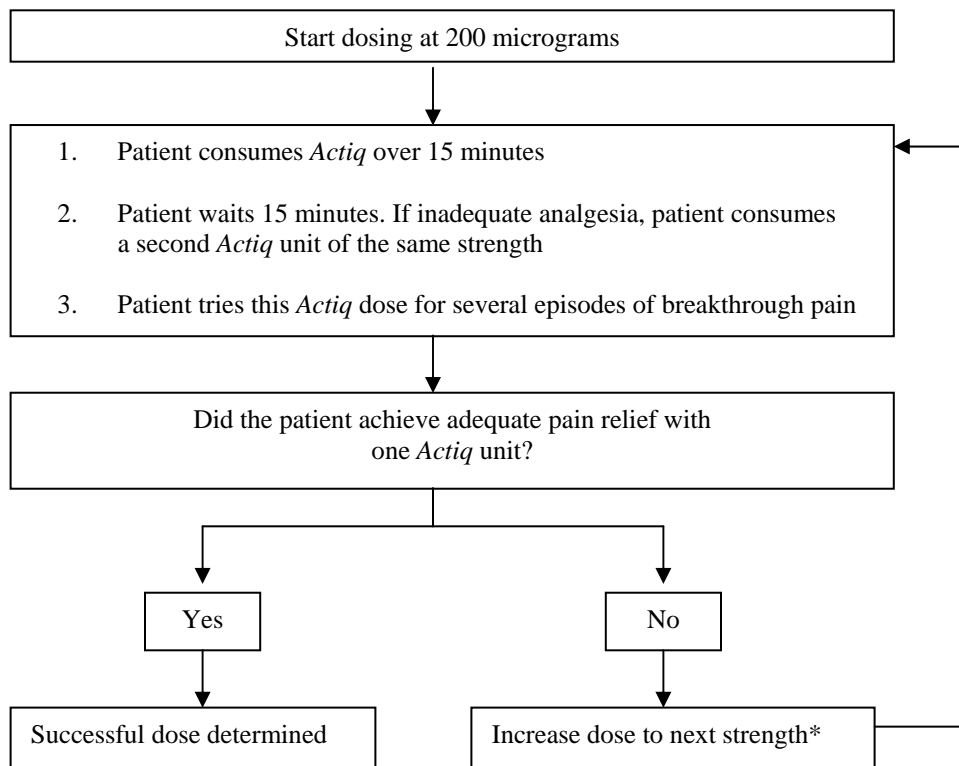 Start dosing at 200 micrograms
1. Patient consumes Actiq over 15 minutes
2. Patient waits 15 minutes. If inadequate analgesia, patient consumes
a second Actiq unit of the same strength
3. Patient tries this Actiq dose for several episodes of breakthrough pain
Did the patient achieve adequate pain relief with
one Actiq unit?
Yes
No
Successful dose determined
Increase dose to next strength*